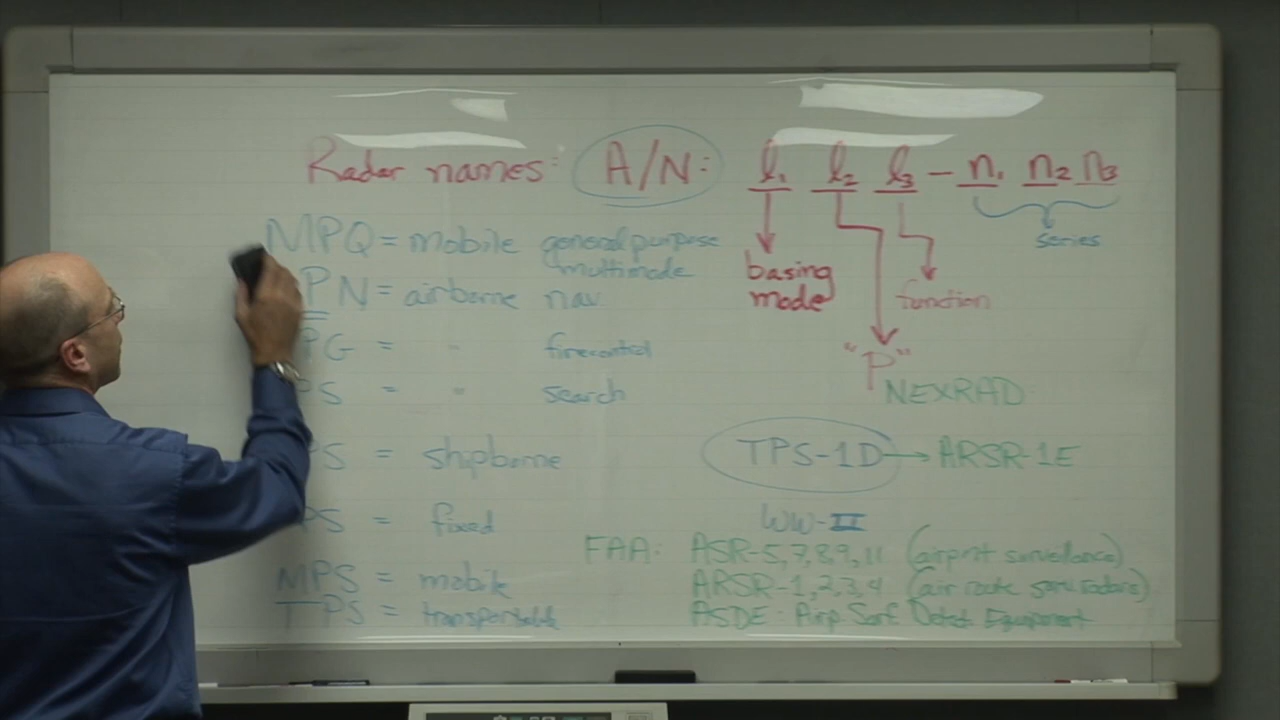 Radar names: A/N: l1 l2 l3 - n1 n2 n3
series
MPQ = mobile general purpose multimode
PN = airborne nav
basing mode
function
PG = " firecontrol
"P"
PS = " search
NEXRAD
PS = shipborne
TPS-1D → ARSR-1E
PS = fixed
WW-II
FAA: ASR-5,7,8,9,11 (airport surveillance)
MPS = mobile
ARSR-1,2,3,4 (air route surv. radars)
TPS = transportable
ASDE: Airp Surf Detect Equipment